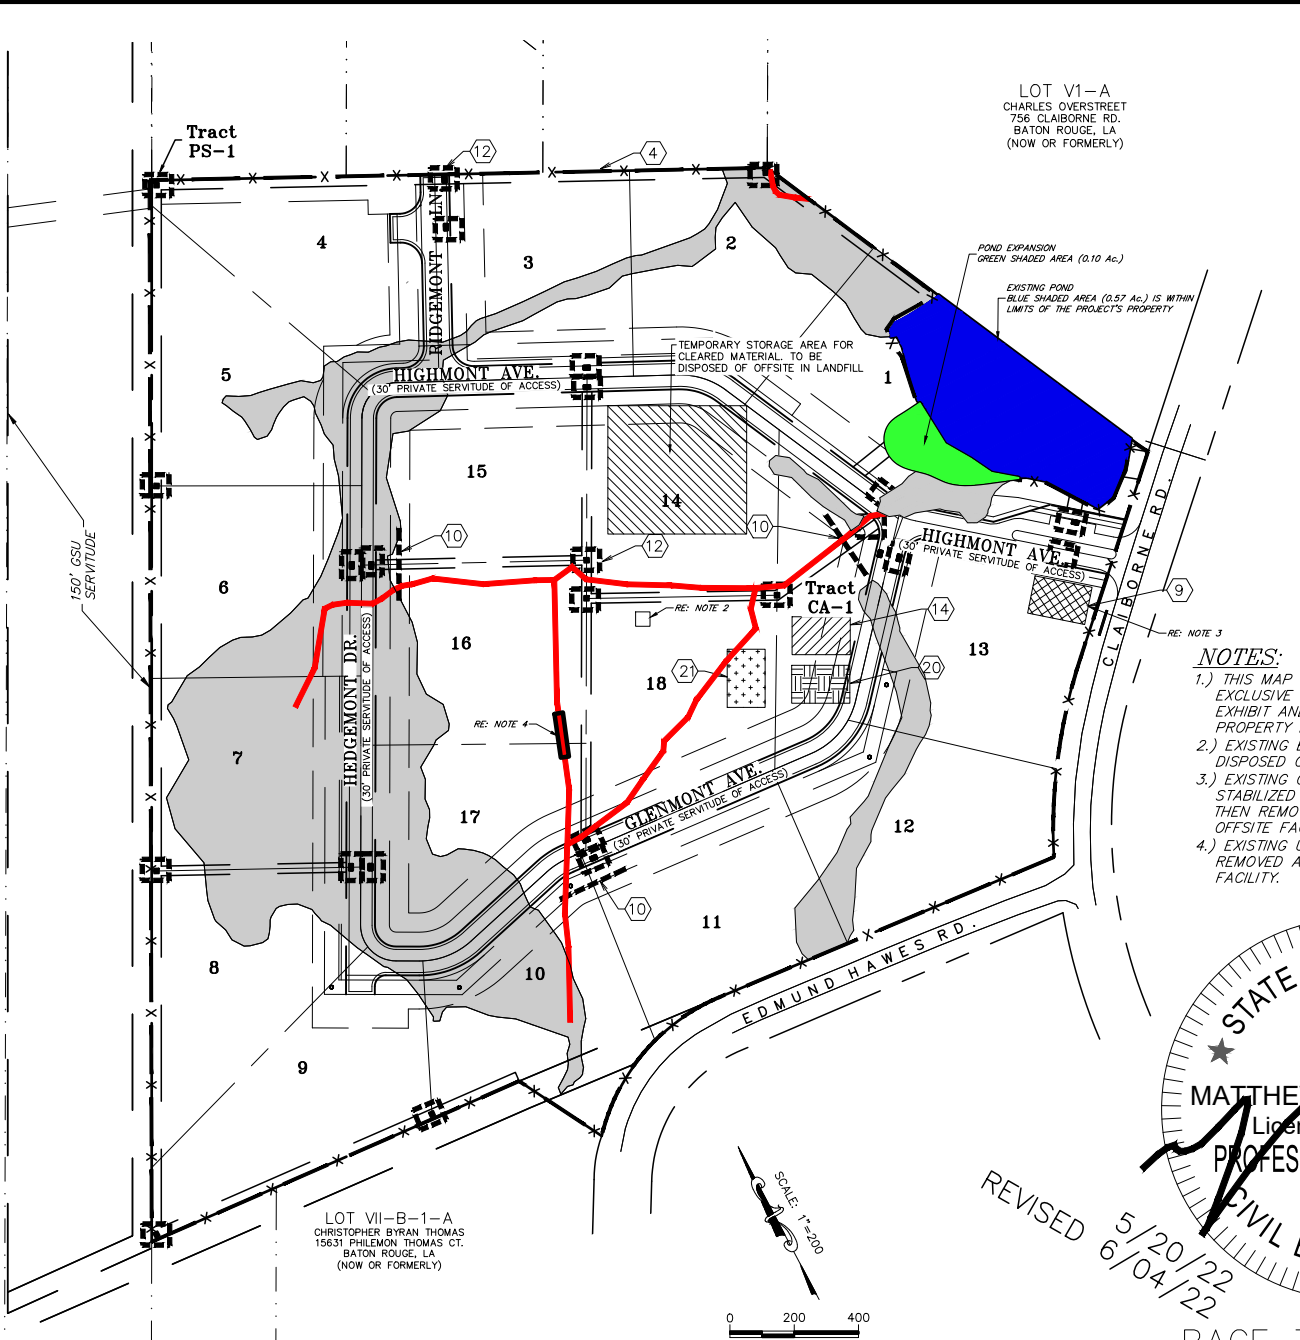 LOT V1-A
CHARLES OVERSTREET
756 CLAIBORNE RD.
BATON ROUGE, LA
(NOW OR FORMERLY)
Tract
PS-1
12
4
4
3
2
RIDGEMONT LN.
POND EXPANSION
GREEN SHADED AREA (0.10 Ac.)
EXISTING POND
BLUE SHADED AREA (0.57 Ac.) IS WITHIN
LIMITS OF THE PROJECT'S PROPERTY
TEMPORARY STORAGE AREA FOR
CLEARED MATERIAL. TO BE
DISPOSED OF OFFSITE IN LANDFILL
5
HIGHMONT AVE.
(30' PRIVATE SERVITUDE OF ACCESS)
1
15
14
10
12
10
HIGHMONT AVE.
(30' PRIVATE SERVITUDE OF ACCESS)
CLAIBORNE RD.
150' GSU
SERVITUDE
6
Tract
CA-1
RE: NOTE 2
14
9
RE: NOTE 3
16
18
21
20
13
HEDGEMONT DR.
(30' PRIVATE SERVITUDE OF ACCESS)
RE: NOTE 4
7
17
GLENMONT AVE.
(30' PRIVATE SERVITUDE OF ACCESS)
12
10
11
8
10
9
EDMUND HAWES RD.
NOTES:
1.) THIS MAP
EXCLUSIVE
EXHIBIT AN
PROPERTY
2.) EXISTING
DISPOSED
3.) EXISTING
STABILIZED
THEN REMO
OFFSITE FA
4.) EXISTING
REMOVED A
FACILITY.
STATE
MATTHE
Licen
PROFES
CIVIL
REVISED
5/20/22
6/04/22
SCALE: 1"=200
0 200 400
LOT VII-B-1-A
CHRISTOPHER BYRAN THOMAS
15631 PHILEMON THOMAS CT.
BATON ROUGE, LA
(NOW OR FORMERLY)
PAGE